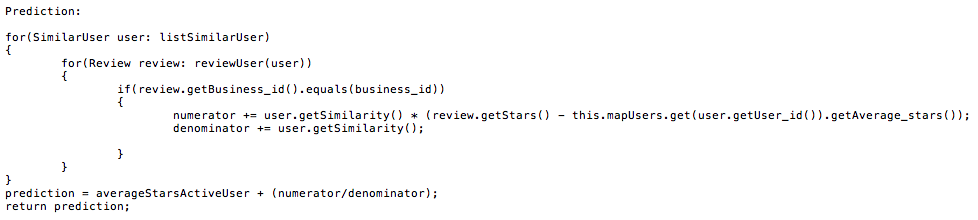 Prediction:
for(SimilarUser user: listSimilarUser)
{
for(Review review: reviewUser(user))
{
if(review.getBusiness_id().equals(business_id))
{
numerator += user.getSimilarity() * (review.getStars() - this.mapUsers.get(user.getUser_id()).getAverage_stars());
denominator += user.getSimilarity();
}
}
}
prediction = averageStarsActiveUser + (numerator/denominator);
return prediction;